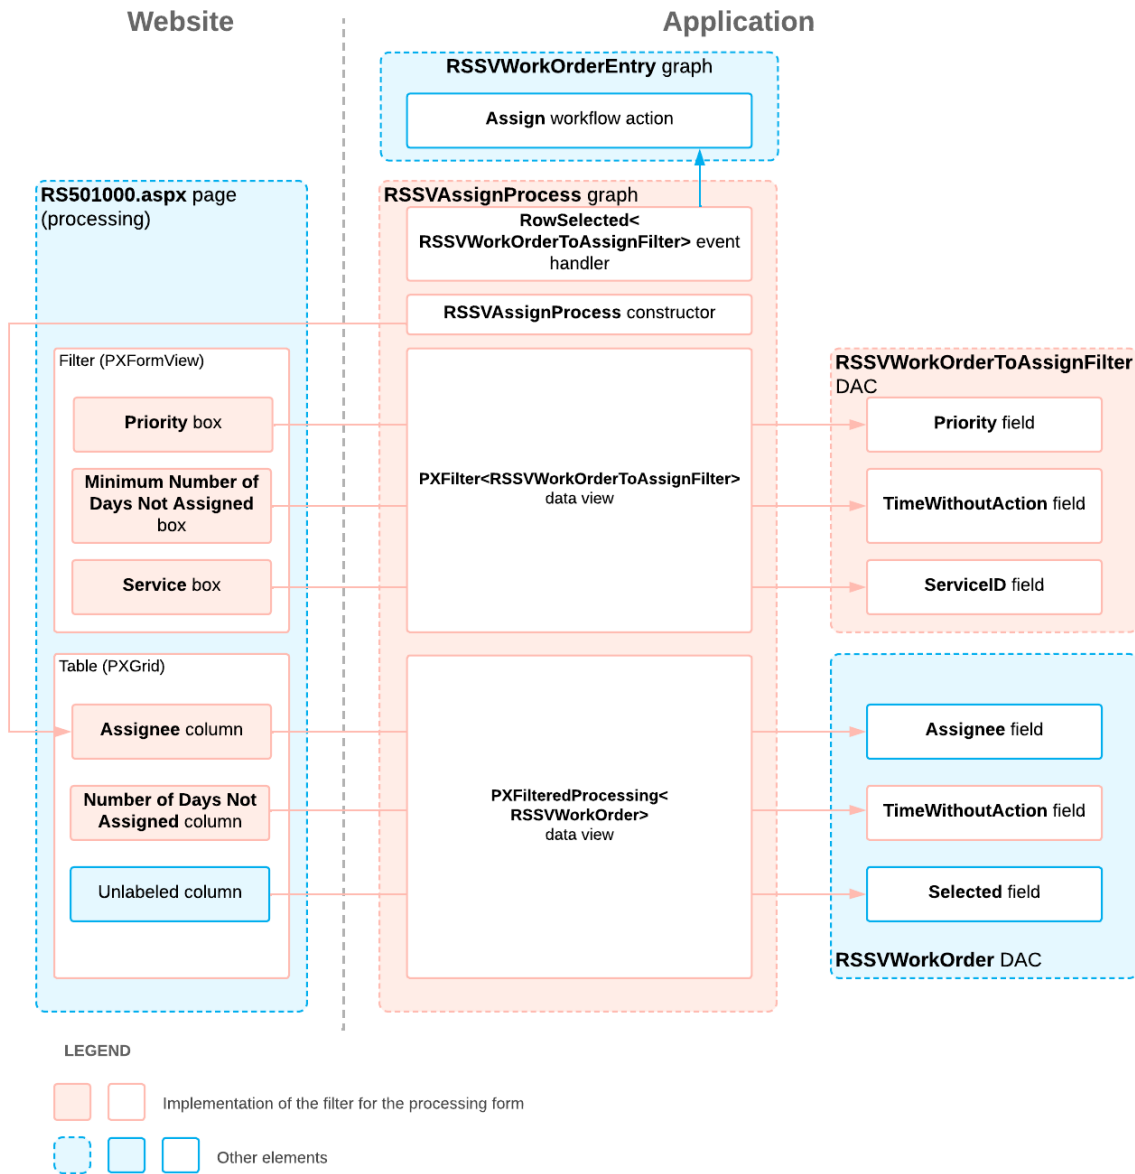 Website
Application
RSSVWorkOrderEntry graph
Assign workflow action
RS501000.aspx page
(processing)
RSSVAssignProcess graph
RowSelected<
RSSVWorkOrderToAssignFilter> event
handler
RSSVAssignProcess constructor
Filter (PXFormView)
Priority box
Minimum Number of
Days Not Assigned
box
Service box
PXFilter<RSSVWorkOrderToAssignFilter>
data view
RSSVWorkOrderToAssignFilter
DAC
Priority field
TimeWithoutAction field
ServiceID field
Table (PXGrid)
Assignee column
Number of Days Not
Assigned column
Unlabeled column
PXFilteredProcessing<
RSSVWorkOrder>
data view
Assignee field
TimeWithoutAction field
Selected field
RSSVWorkOrder DAC
LEGEND
Implementation of the filter for the processing form
Other elements